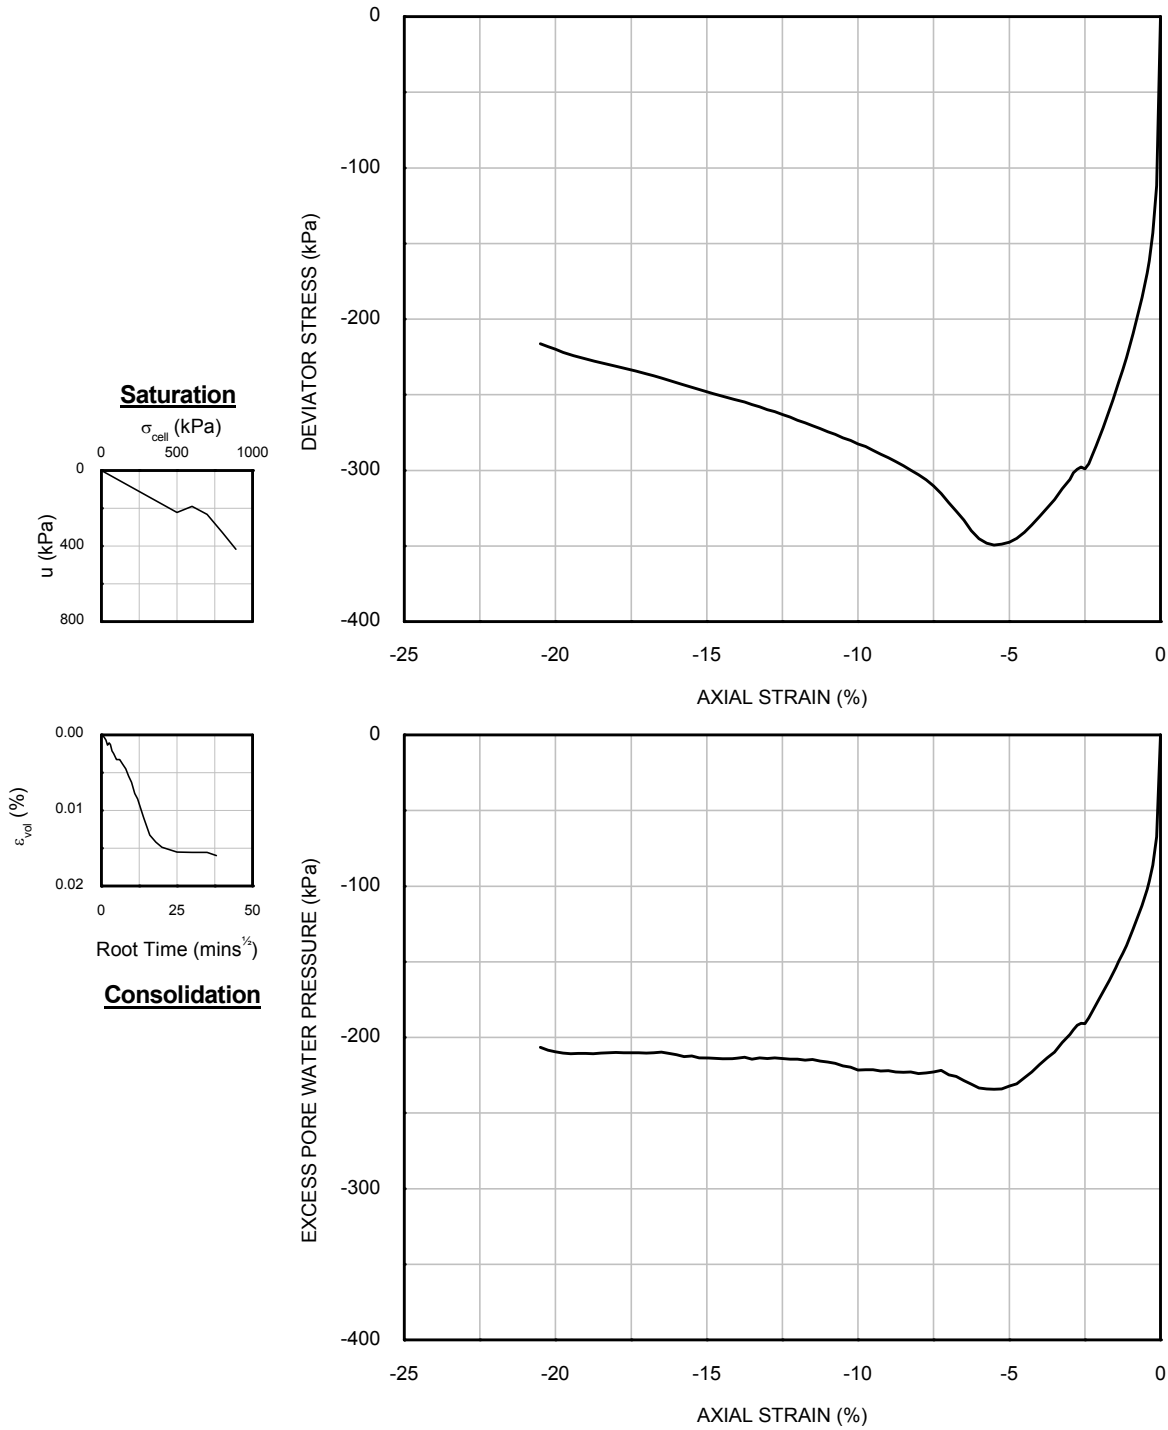 0
-100
-200
-300
-400
DEVIATOR STRESS (kPa)
-25 -20 -15 -10 -5 0
AXIAL STRAIN (%)
Saturation
σcell (kPa)
0 500 1000
0
400
800
u (kPa)
0.00
0.01
0.02
εvol (%)
0 25 50
Root Time (mins½)
Consolidation
0
-100
-200
-300
-400
EXCESS PORE WATER PRESSURE (kPa)
-25 -20 -15 -10 -5 0
AXIAL STRAIN (%)